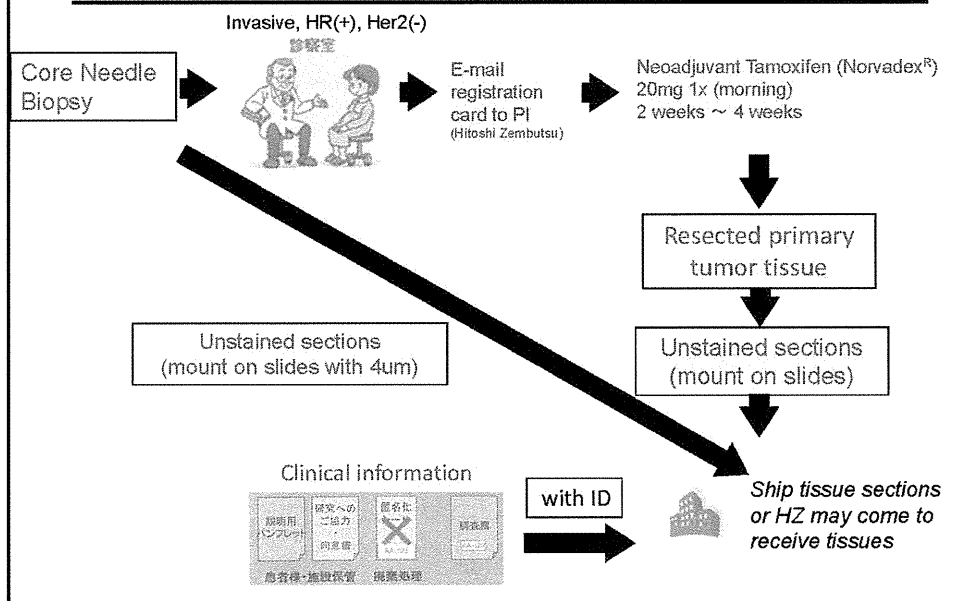 Invasive, HR(+), Her2(-)
診察室
Core Needle
Biopsy
E-mail
registration
card to PI
(Hitoshi Zembutsu)
Neoadjuvant Tamoxifen (Norvadexᴿ)
20mg 1x (morning)
2 weeks ～ 4 weeks
Resected primary
tumor tissue
Unstained sections
(mount on slides with 4um)
Unstained sections
(mount on slides)
Clinical information
説明用
パンフレット
研究への
ご協力
同意書
匿名化
調査票
患者様・施設保管
廃棄処理
with ID
Ship tissue sections
or HZ may come to
receive tissues